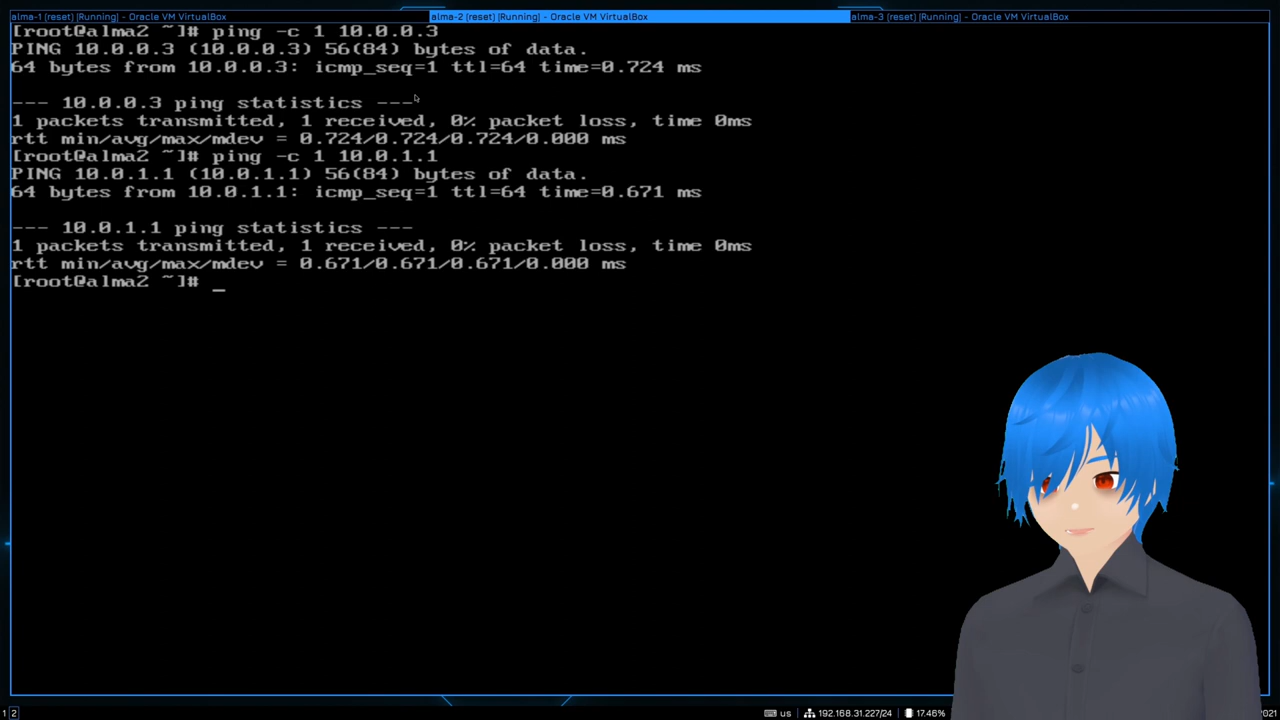 alma-1 [reset] [Running] - Oracle VM VirtualBox
alma-2 [reset] [Running] - Oracle VM VirtualBox
alma-3 [reset] [Running] - Oracle VM VirtualBox
[root@alma2 ~]# ping -c 1 10.0.0.3
PING 10.0.0.3 (10.0.0.3) 56(84) bytes of data.
64 bytes from 10.0.0.3: icmp_seq=1 ttl=64 time=0.724 ms
--- 10.0.0.3 ping statistics ---
1 packets transmitted, 1 received, 0% packet loss, time 0ms
rtt min/avg/max/mdev = 0.724/0.724/0.724/0.000 ms
[root@alma2 ~]# ping -c 1 10.0.1.1
PING 10.0.1.1 (10.0.1.1) 56(84) bytes of data.
64 bytes from 10.0.1.1: icmp_seq=1 ttl=64 time=0.671 ms
--- 10.0.1.1 ping statistics ---
1 packets transmitted, 1 received, 0% packet loss, time 0ms
rtt min/avg/max/mdev = 0.671/0.671/0.671/0.000 ms
[root@alma2 ~]# _
1 2 us 192.168.31.227/24 17.46% 2021